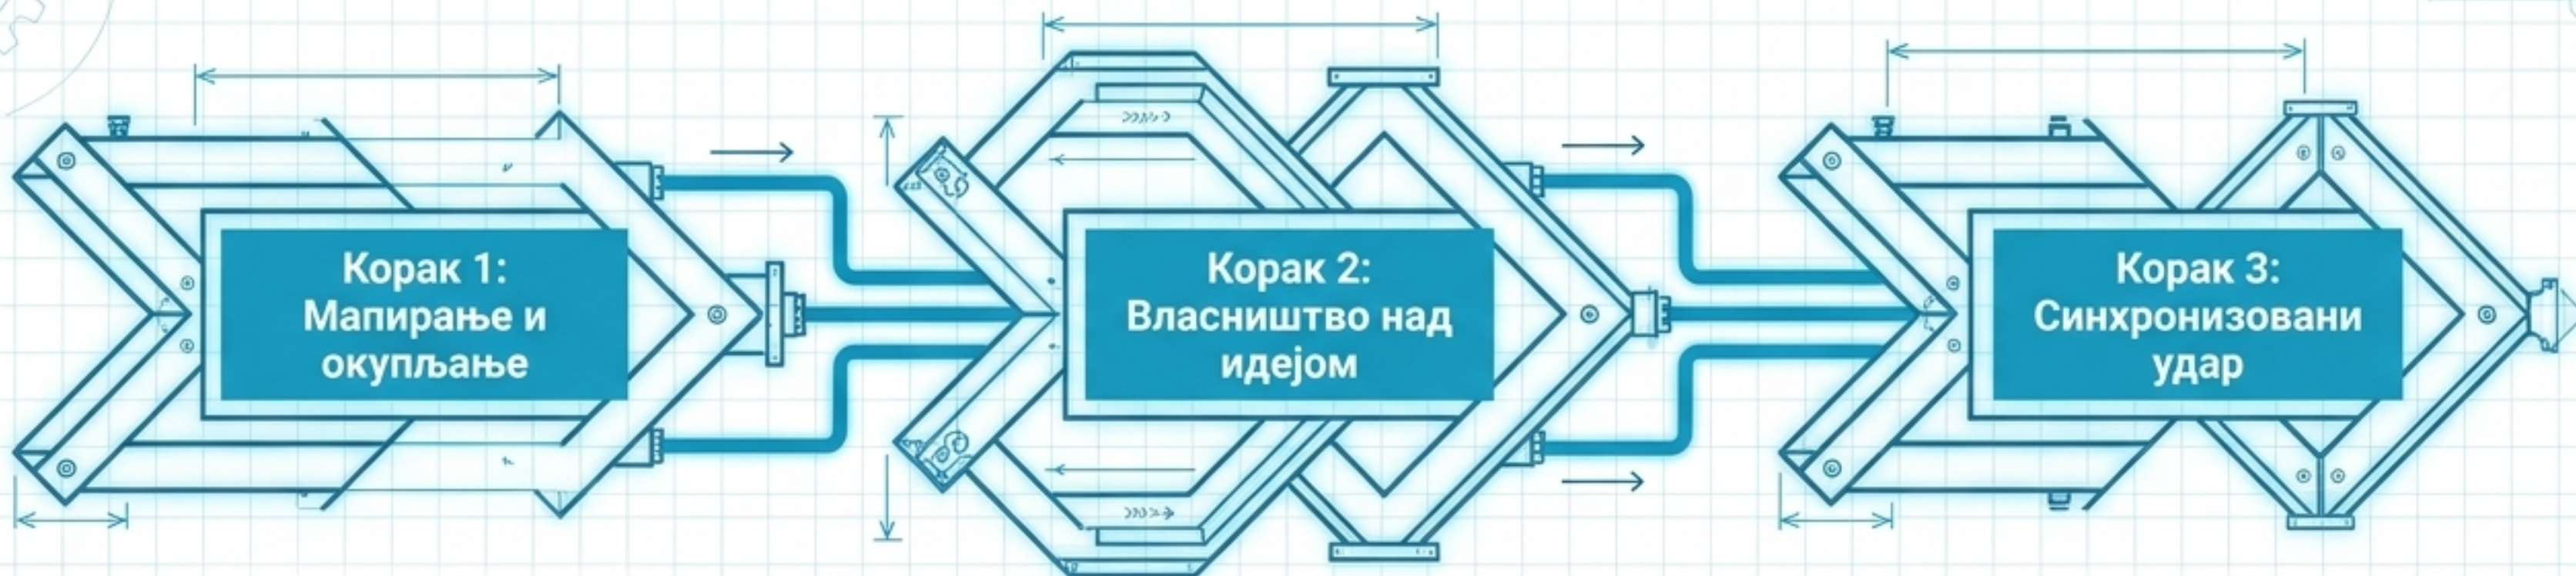 Корак 1:
Мапирање и
окупљање
Корак 2:
Власништво над
идејом
Корак 3:
Синхронизовани
удар